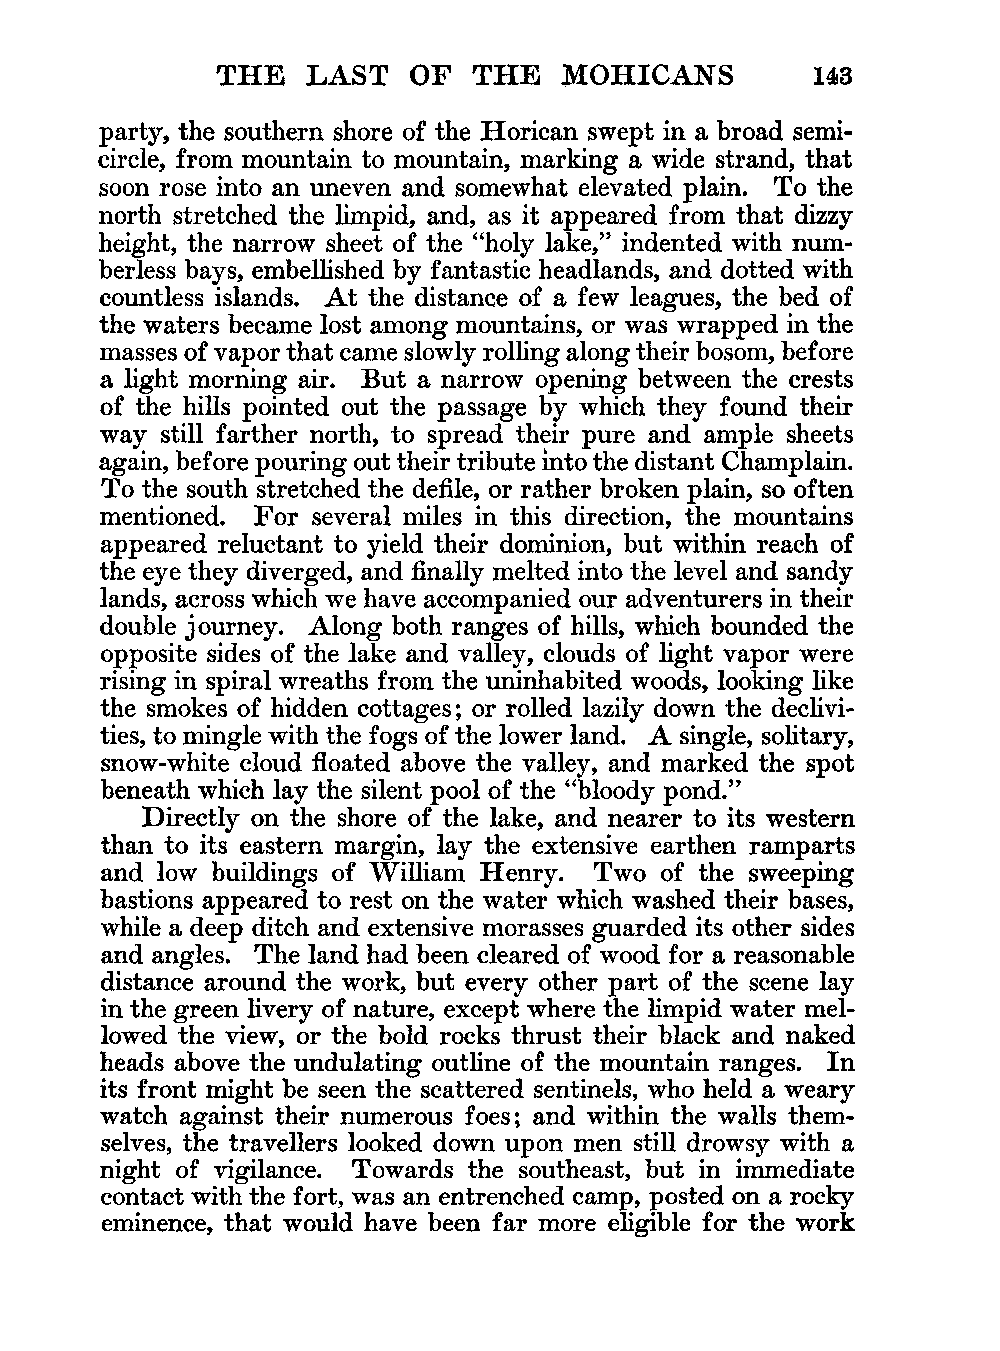 THE LAST OF THE MOHICANS 143
party, the southern shore of the Horican swept in a broad semi-
circle, from mountain to mountain, marking a wide strand, that
soon rose into an uneven and somewhat elevated plain. To the
north stretched the limpid, and, as it appeared from that dizzy
height, the narrow sheet of the “holy lake,” indented with num-
berless bays, embellished by fantastic headlands, and dotted with
countless islands. At the distance of a few leagues, the bed of
the waters became lost among mountains, or was wrapped in the
masses of vapor that came slowly rolling along their bosom, before
a light morning air. But a narrow opening between the crests
of the hills pointed out the passage by which they found their
way still farther north, to spread their pure and ample sheets
again, before pouring out their tribute into the distant Champlain.
To the south stretched the defile, or rather broken plain, so often
mentioned. For several miles in this direction, the mountains
appeared reluctant to yield their dominion, but within reach of
the eye they diverged, and finally melted into the level and sandy
lands, across which we have accompanied our adventurers in their
double journey. Along both ranges of hills, which bounded the
opposite sides of the lake and valley, clouds of light vapor were
rising in spiral wreaths from the uninhabited woods, looking like
the smokes of hidden cottages; or rolled lazily down the declivi-
ties, to mingle with the fogs of the lower land. A single, solitary,
snow-white cloud floated above the valley, and marked the spot
beneath which lay the silent pool of the “bloody pond.”
Directly on the shore of the lake, and nearer to its western
than to its eastern margin, lay the extensive earthen ramparts
and low buildings of William Henry. Two of the sweeping
bastions appeared to rest on the water which washed their bases,
while a deep ditch and extensive morasses guarded its other sides
and angles. The land had been cleared of wood for a reasonable
distance around the work, but every other part of the scene lay
in the green livery of nature, except where the limpid water mel-
lowed the view, or the bold rocks thrust their black and naked
heads above the undulating outline of the mountain ranges. In
its front might be seen the scattered sentinels, who held a weary
watch against their numerous foes; and within the walls them-
selves, the travellers looked down upon men still drowsy with a
night of vigilance. Towards the southeast, but in immediate
contact with the fort, was an entrenched camp, posted on a rocky
eminence, that would have been far more eligible for the work